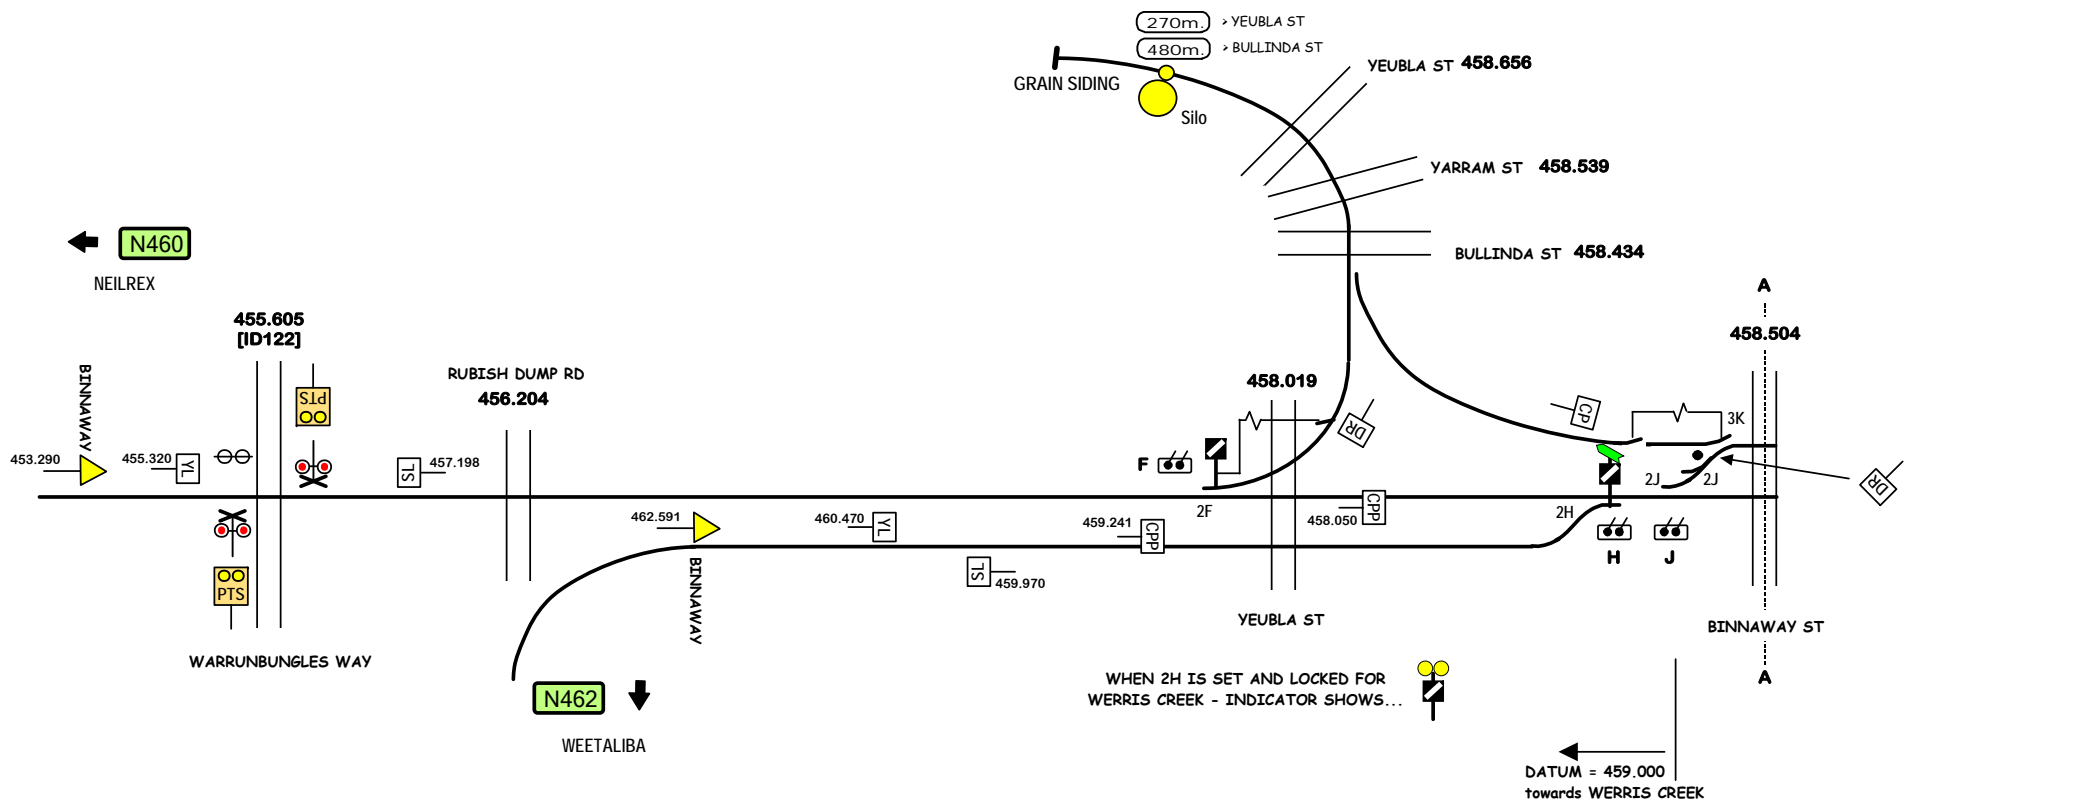 270m. > YEUBLA ST
480m. > BULLINDA ST
GRAIN SIDING
Silo
YEUBLA ST 458.656
YARRAM ST 458.539
BULLINDA ST 458.434
N460
NEILREX
A
458.504
455.605
[ID122]
BINNAWAY
RUBISH DUMP RD
456.204
458.019
PTS
453.290
455.320
YL
TS
457.198
F
DR
CP
3K
2J
2J
DR
2F
CPP
458.050
2H
H
J
462.591
460.470
YL
459.241
CPP
TS
459.970
BINNAWAY
PTS
YEUBLA ST
BINNAWAY ST
WARRUNBUNGLES WAY
N462
WEETALIBA
WHEN 2H IS SET AND LOCKED FOR
WERRIS CREEK - INDICATOR SHOWS...
A
DATUM = 459.000
towards WERRIS CREEK